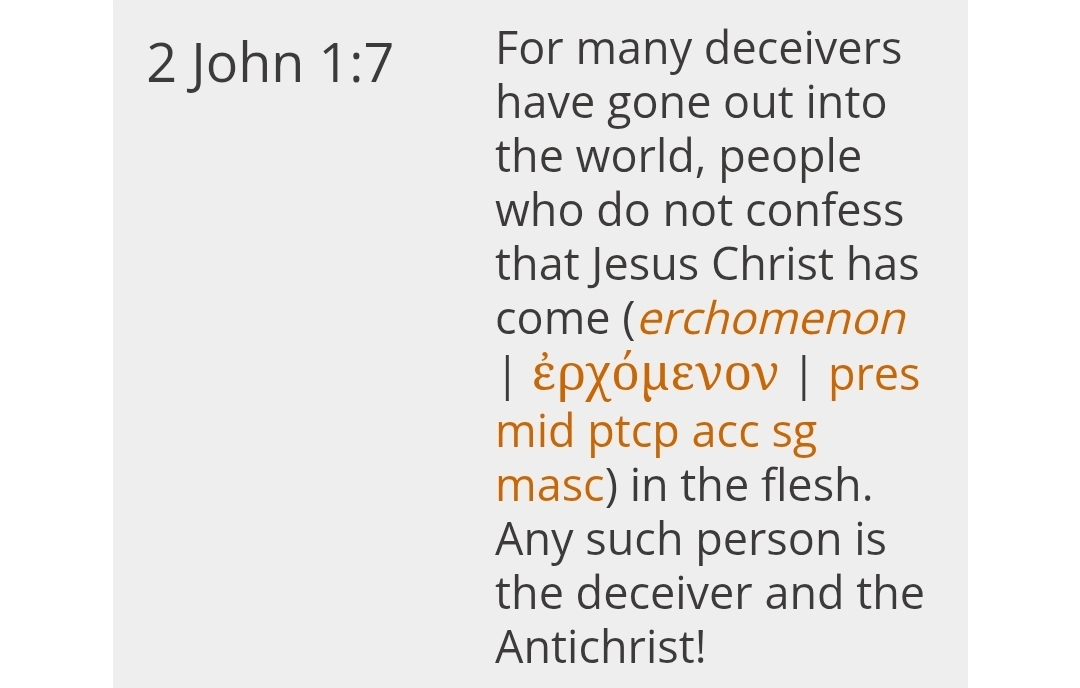 2 John 1:7
For many deceivers
have gone out into
the world, people
who do not confess
that Jesus Christ has
come (erchomenon
| ἐρχόμενον | pres
mid ptcp acc sg
masc) in the flesh.
Any such person is
the deceiver and the
Antichrist!